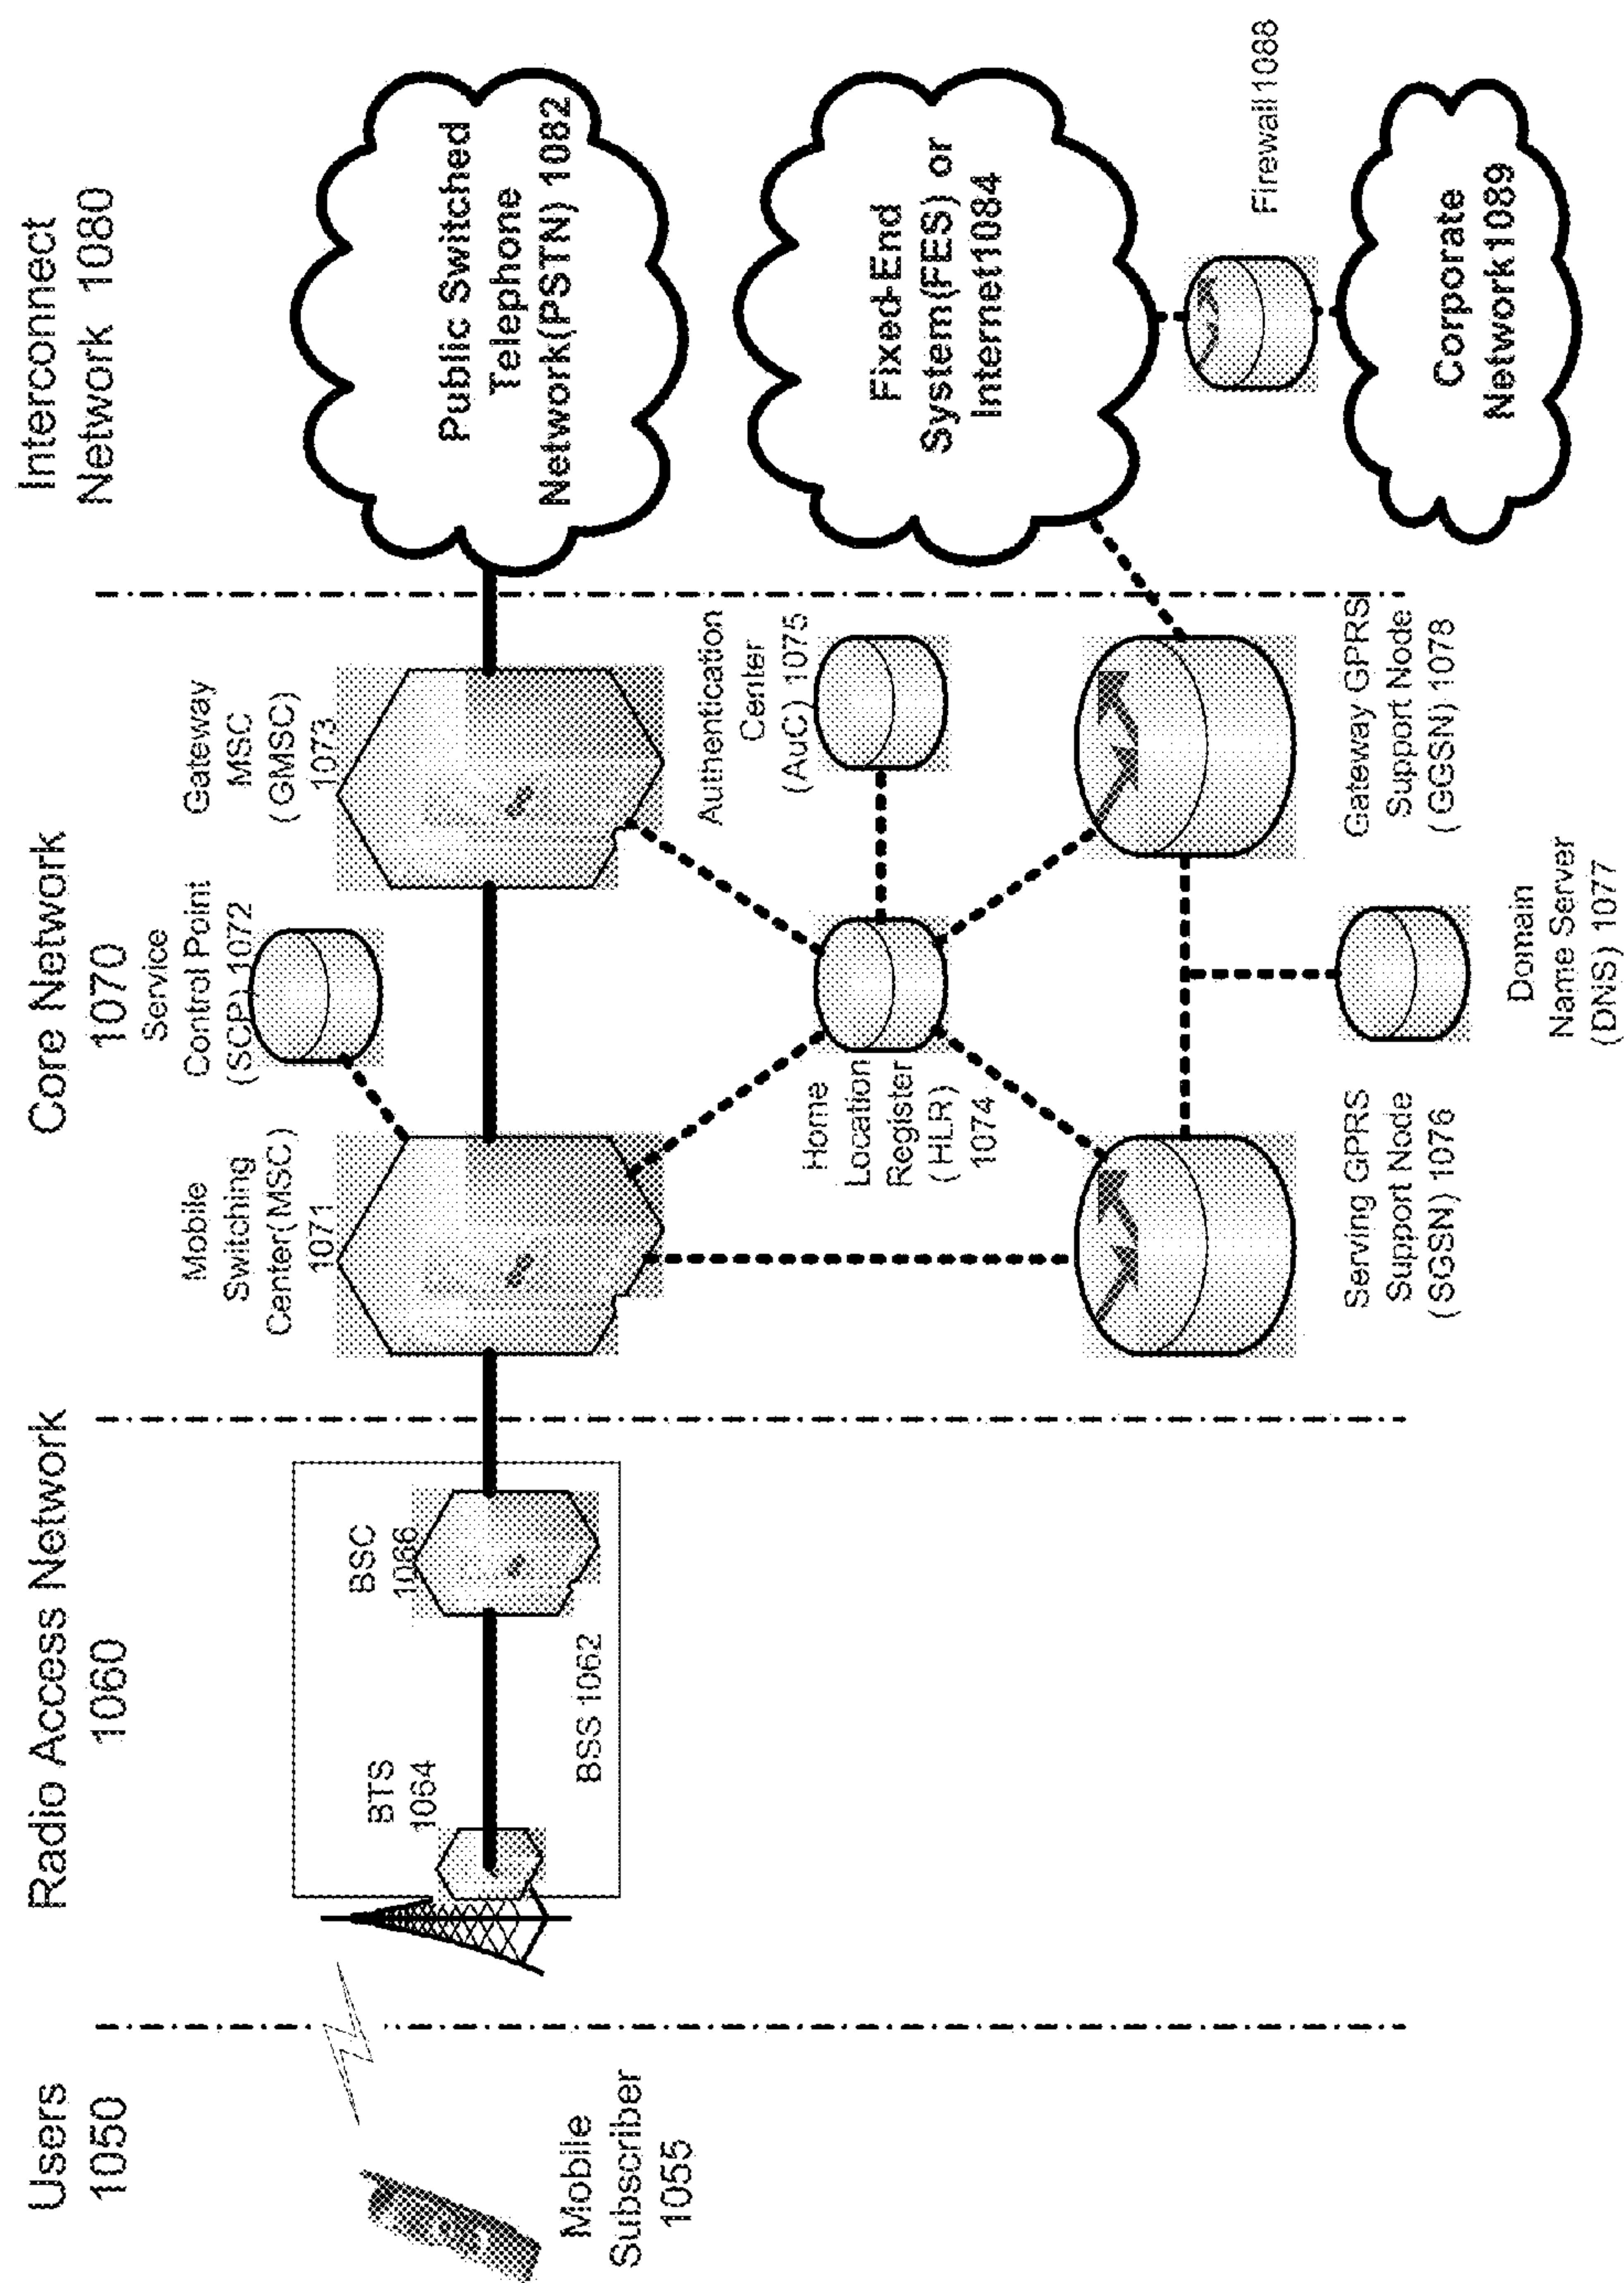 Users
1050
Radio Access Network
1060
Core Network
1070
Interconnect
Network 1080
Mobile
Subscriber
1055
BTS
1064
BSC
1066
BSS 1062
Mobile
Switching
Center(MSC)
1071
Service
Control Point
(SCP) 1072
Gateway
MSC
(GMSC)
1073
Home
Location
Register
(HLR)
1074
Authentication
Center
(AuC) 1075
Serving GPRS
Support Node
(SGSN) 1076
Domain
Name Server
(DNS) 1077
Gateway GPRS
Support Node
(GGSN) 1078
Public Switched
Telephone
Network(PSTN) 1082
Fixed-End
System(FES) or
Internet1084
Firewall 1088
Corporate
Network1089